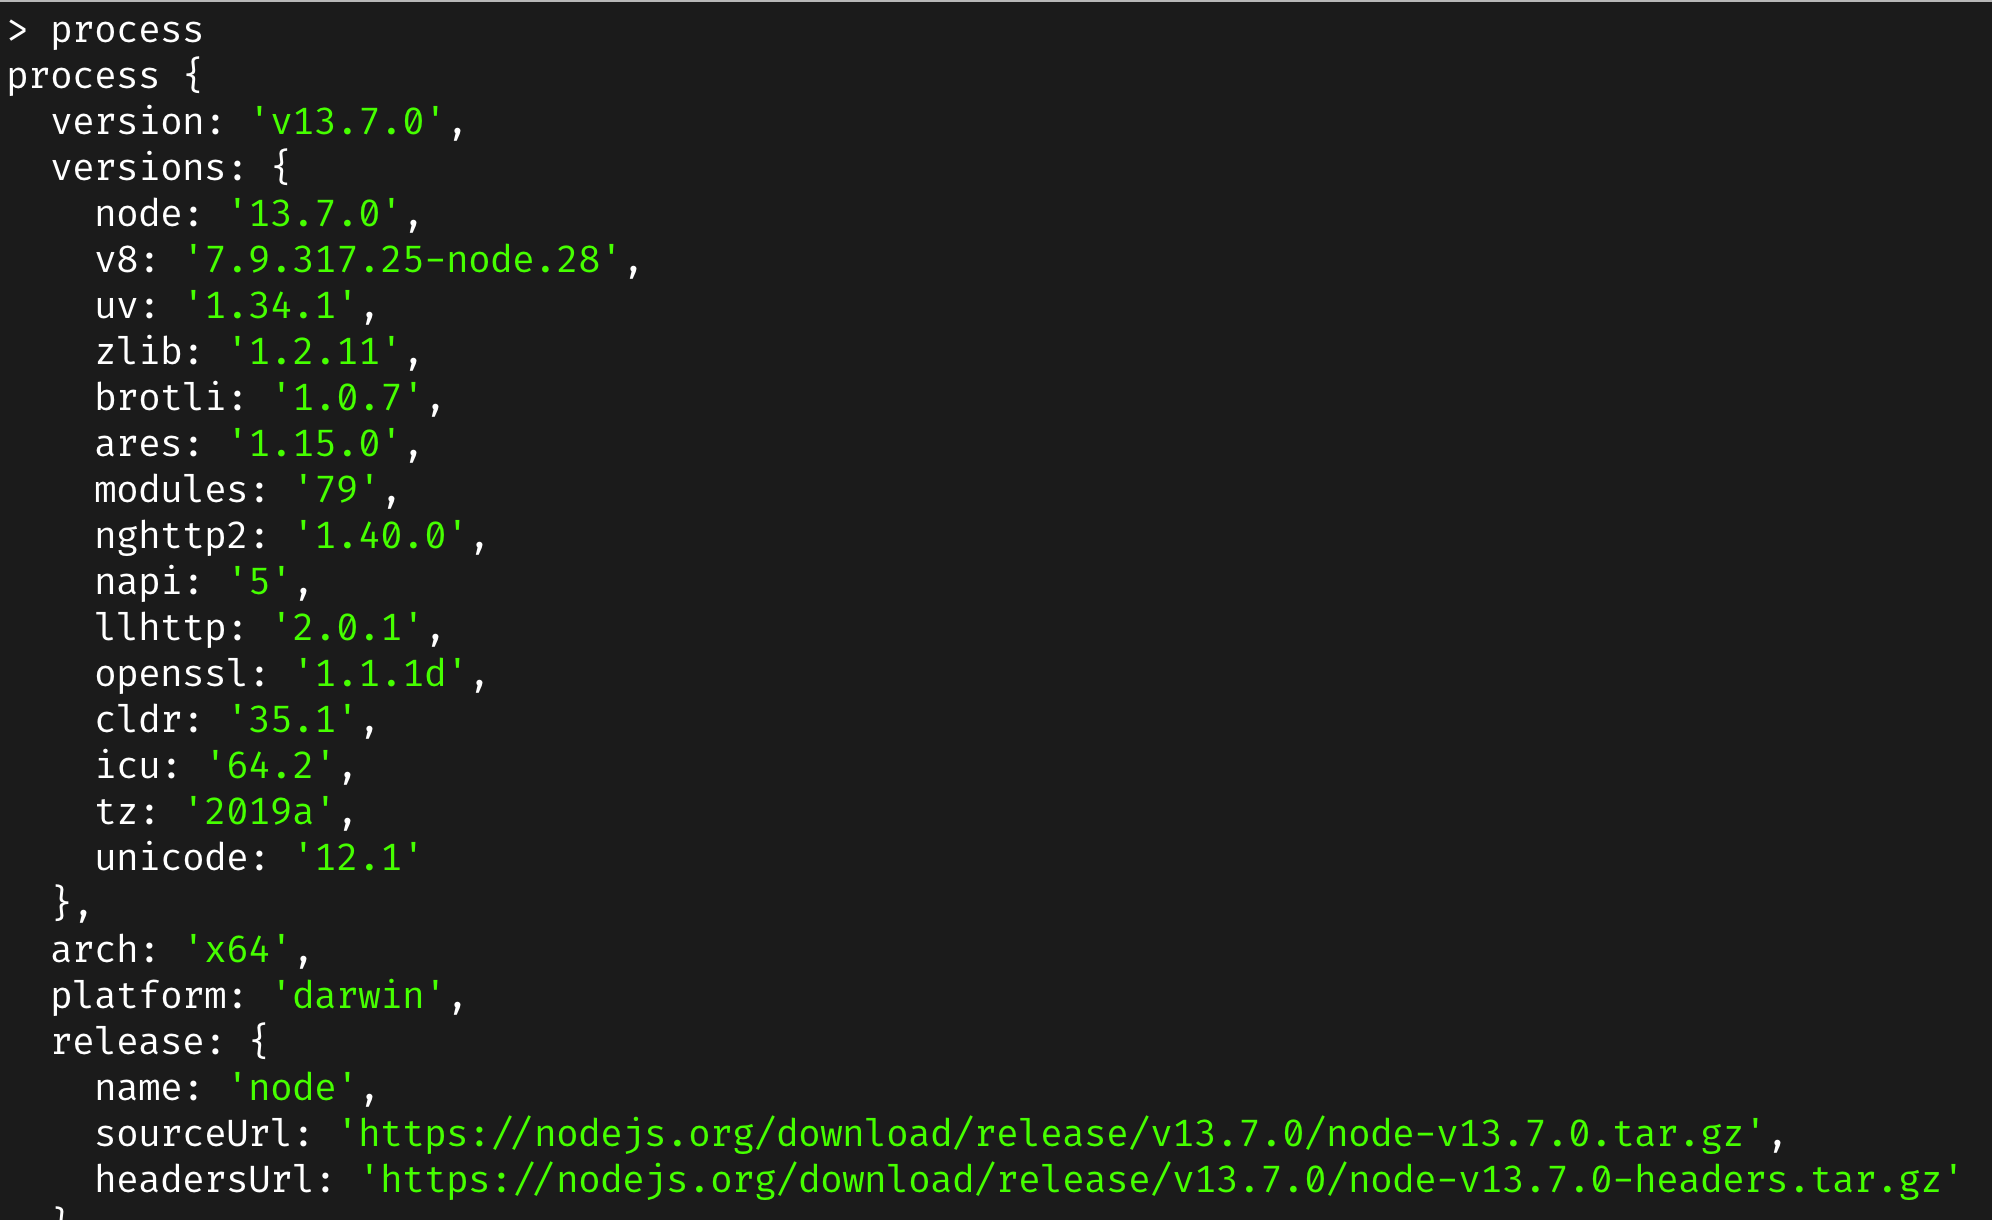 > process
process {
  version: 'v13.7.0',
  versions: {
    node: '13.7.0',
    v8: '7.9.317.25-node.28',
    uv: '1.34.1',
    zlib: '1.2.11',
    brotli: '1.0.7',
    ares: '1.15.0',
    modules: '79',
    nghttp2: '1.40.0',
    napi: '5',
    llhttp: '2.0.1',
    openssl: '1.1.1d',
    cldr: '35.1',
    icu: '64.2',
    tz: '2019a',
    unicode: '12.1'
  },
  arch: 'x64',
  platform: 'darwin',
  release: {
    name: 'node',
    sourceUrl: 'https://nodejs.org/download/release/v13.7.0/node-v13.7.0.tar.gz',
    headersUrl: 'https://nodejs.org/download/release/v13.7.0/node-v13.7.0-headers.tar.gz'
  }